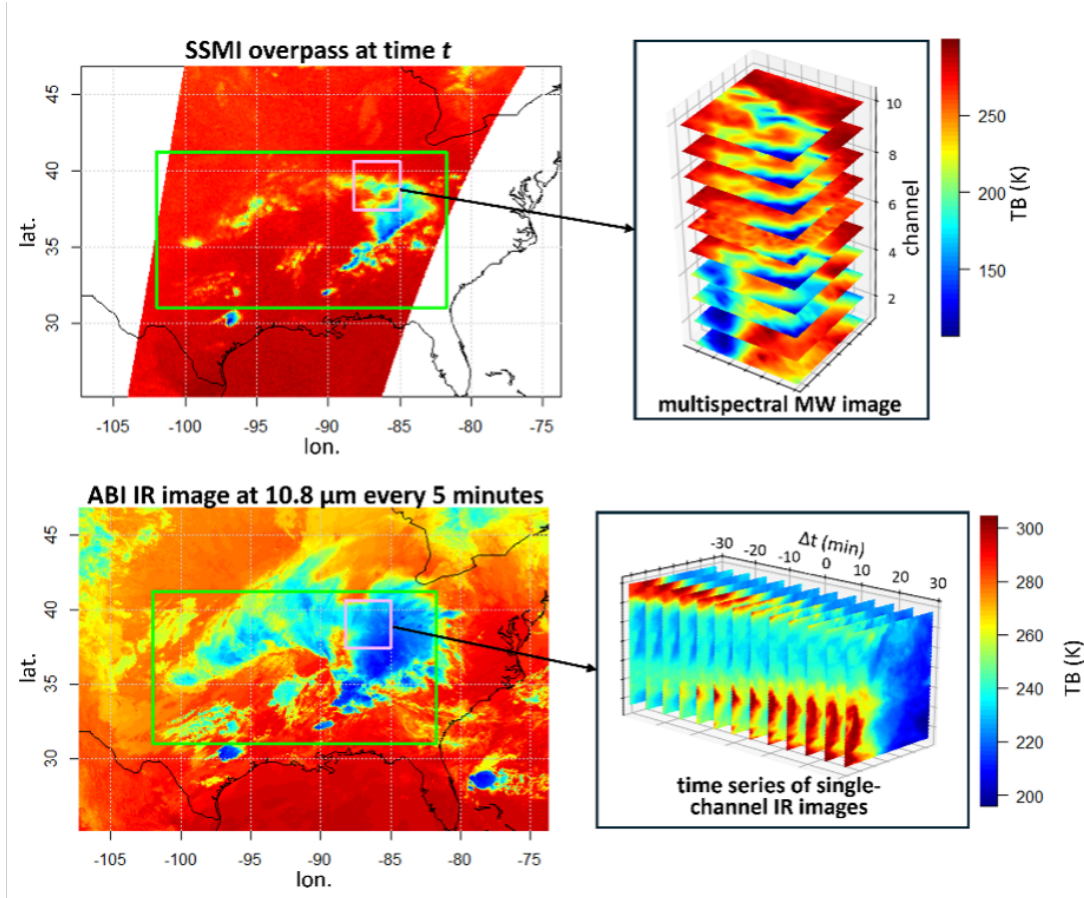 SSMI overpass at time t
45
40
35
30
lat.
-105 -100 -95 -90 -85 -80 -75
lon.
10
8
6
4
2
channel
multispectral MW image
250
200
150
TB (K)
ABI IR image at 10.8 µm every 5 minutes
45
40
35
30
lat.
-105 -100 -95 -90 -85 -80 -75
lon.
Δt (min)
-30 -20 -10 0 10 20 30
time series of single-
channel IR images
300
280
260
240
220
200
TB (K)